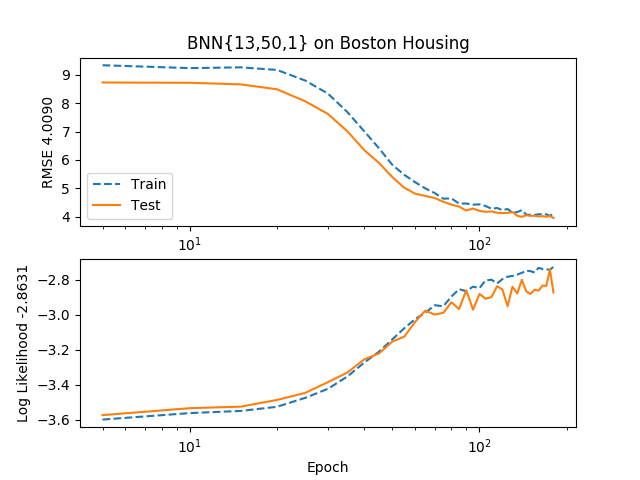 BNN{13,50,1} on Boston Housing
RMSE 4.0090
9
8
7
6
5
4
Train
Test
10¹
10²
Log Likelihood -2.8631
−2.8
−3.0
−3.2
−3.4
−3.6
10¹
10²
Epoch